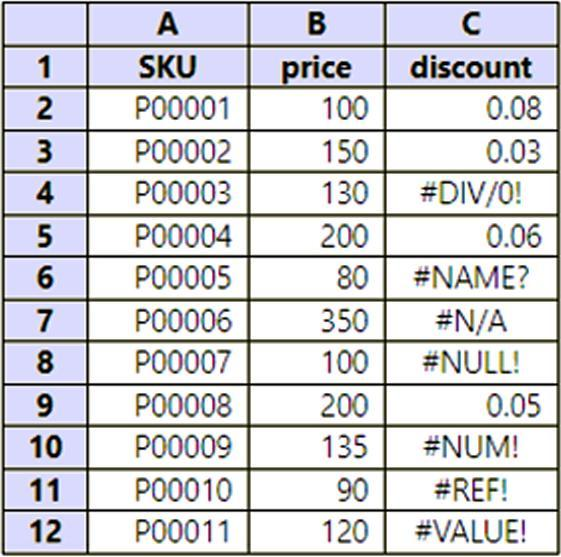 A B C
1 SKU price discount
2 P00001 100 0.08
3 P00002 150 0.03
4 P00003 130 #DIV/0!
5 P00004 200 0.06
6 P00005 80 #NAME?
7 P00006 350 #N/A
8 P00007 100 #NULL!
9 P00008 200 0.05
10 P00009 135 #NUM!
11 P00010 90 #REF!
12 P00011 120 #VALUE!